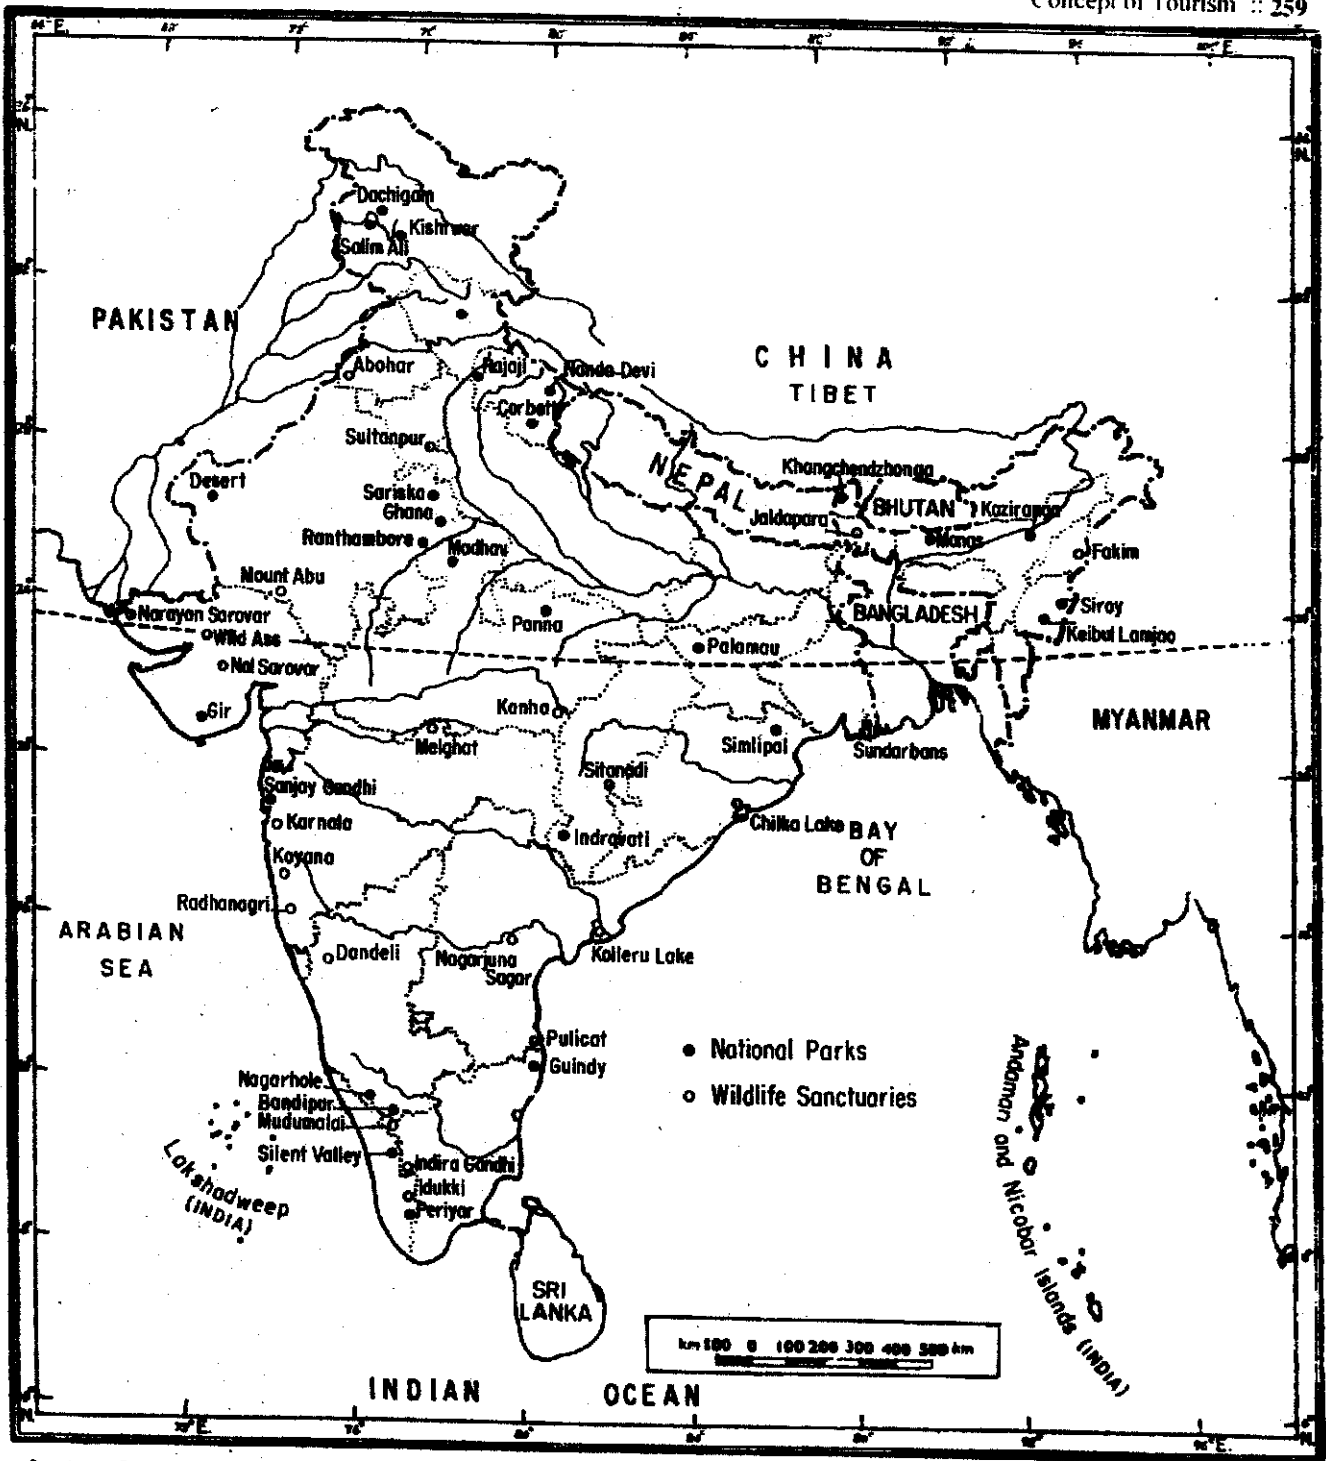 Concept of Tourism :: 259
Dachigam
Kishtwar
Salim Ali
PAKISTAN
CHINA
TIBET
Abohar
Rajaji
Nanda Devi
Corbett
Sultanpur
NEPAL
Khangchendzhonga
Desert
Sariska
Ghana
BHUTAN
Kaziranga
Jaldapara
Manas
Ranthambore
Madhav
Fakim
Mount Abu
Narayan Sarovar
Panna
BANGLADESH
Siroy
Keibul Lamjao
Wild Ass
Palamau
Nal Sarovar
Gir
Kanha
MYANMAR
Melghat
Simlipal
Sundarbans
Sitanadi
Sanjay Gandhi
Karnala
Indravati
Chilka Lake
BAY
OF
BENGAL
Koyana
Radhanagri
ARABIAN
SEA
Dandeli
Nagarjuna
Sagar
Kolleru Lake
Pulicat
Guindy
● National Parks
○ Wildlife Sanctuaries
Nagarhole
Bandipar
Mudumalai
Silent Valley
Indira Gandhi
Idukki
Periyar
Lakshadweep
(INDIA)
Andaman and Nicobar Islands (INDIA)
SRI
LANKA
km 100 0 100 200 300 400 500 km
INDIAN OCEAN